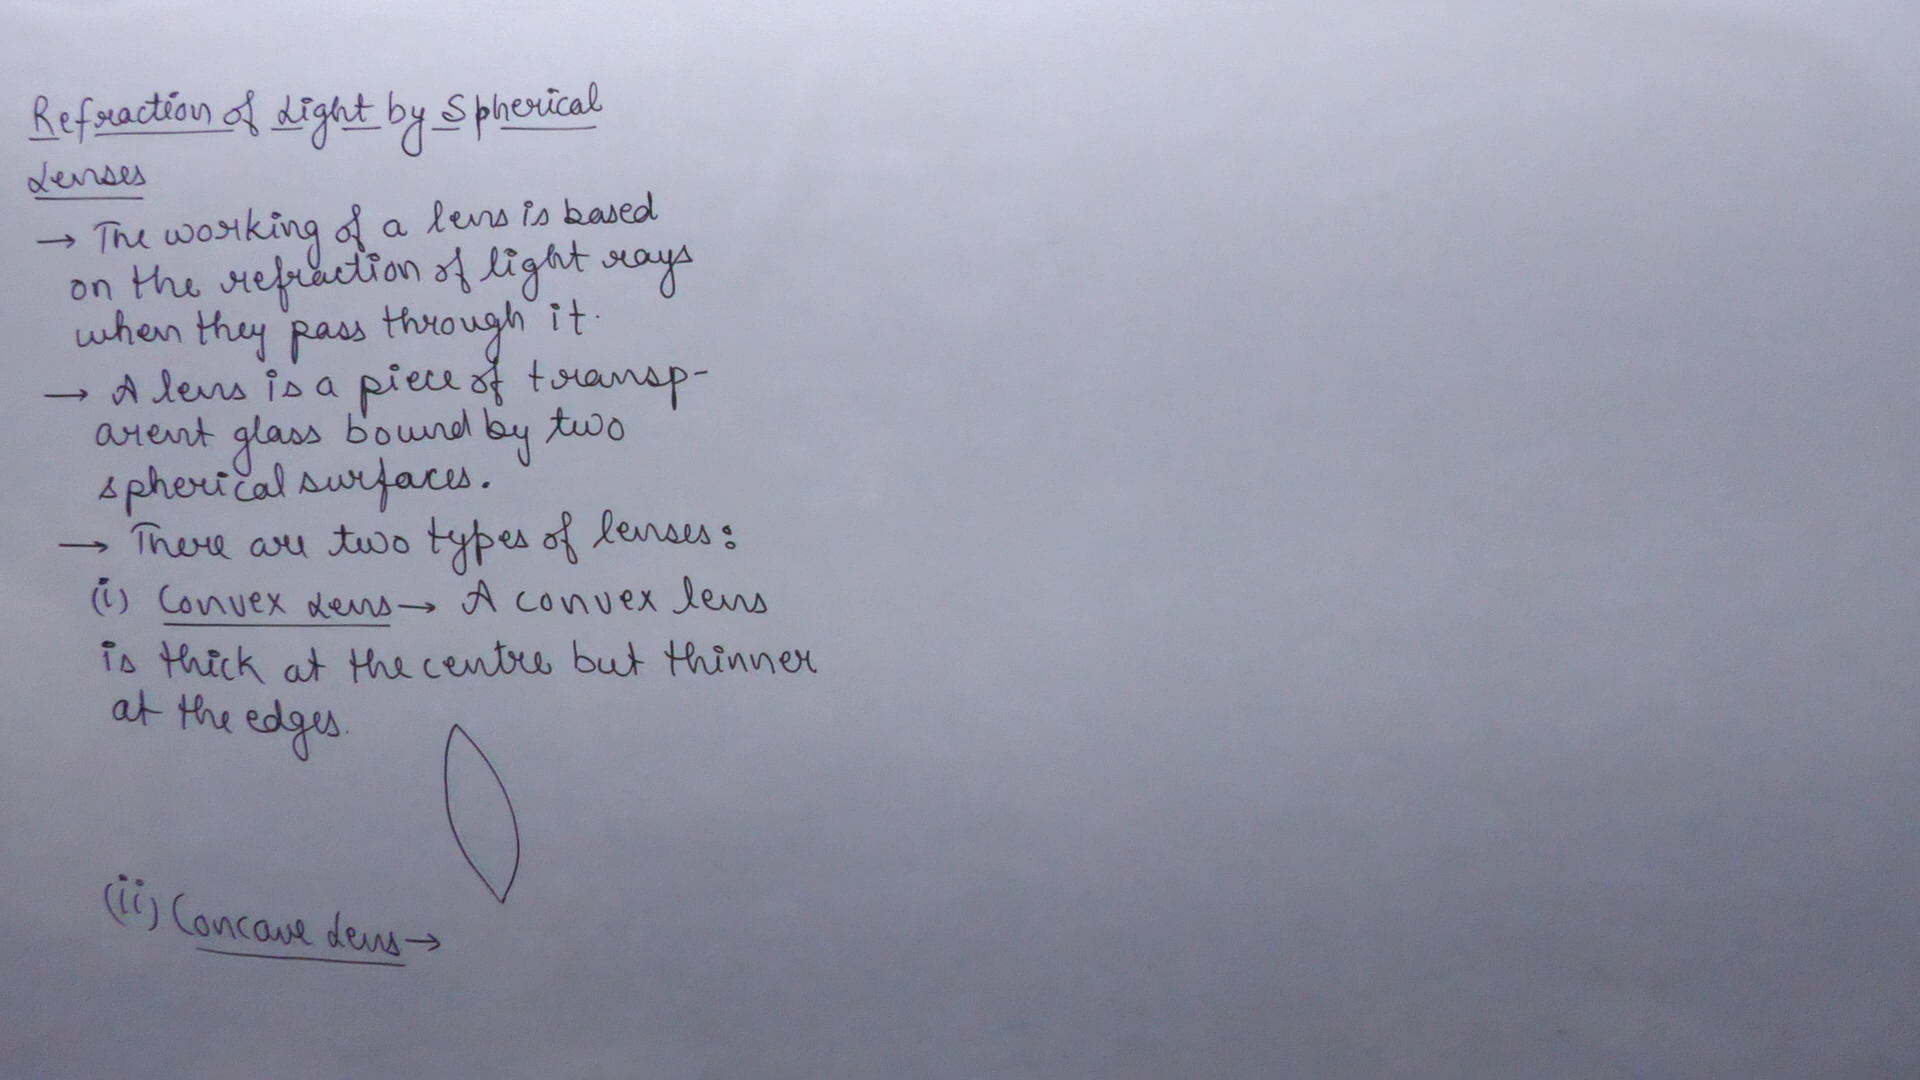 Refraction of Light by Spherical
Lenses
→ The working of a lens is based
on the refraction of light rays
when they pass through it.
→ A lens is a piece of transp-
arent glass bound by two
spherical surfaces.
→ There are two types of lenses:
(i) Convex Lens → A convex lens
is thick at the centre but thinner
at the edges.
(ii) Concave Lens →